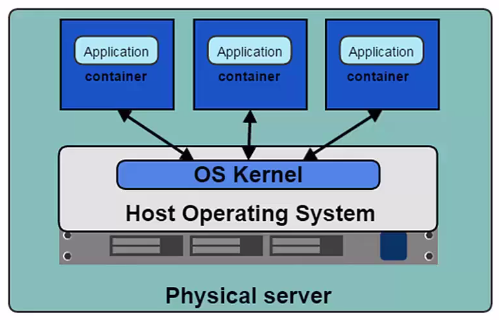 Application
container
Application
container
Application
container
OS Kernel
Host Operating System
Physical server